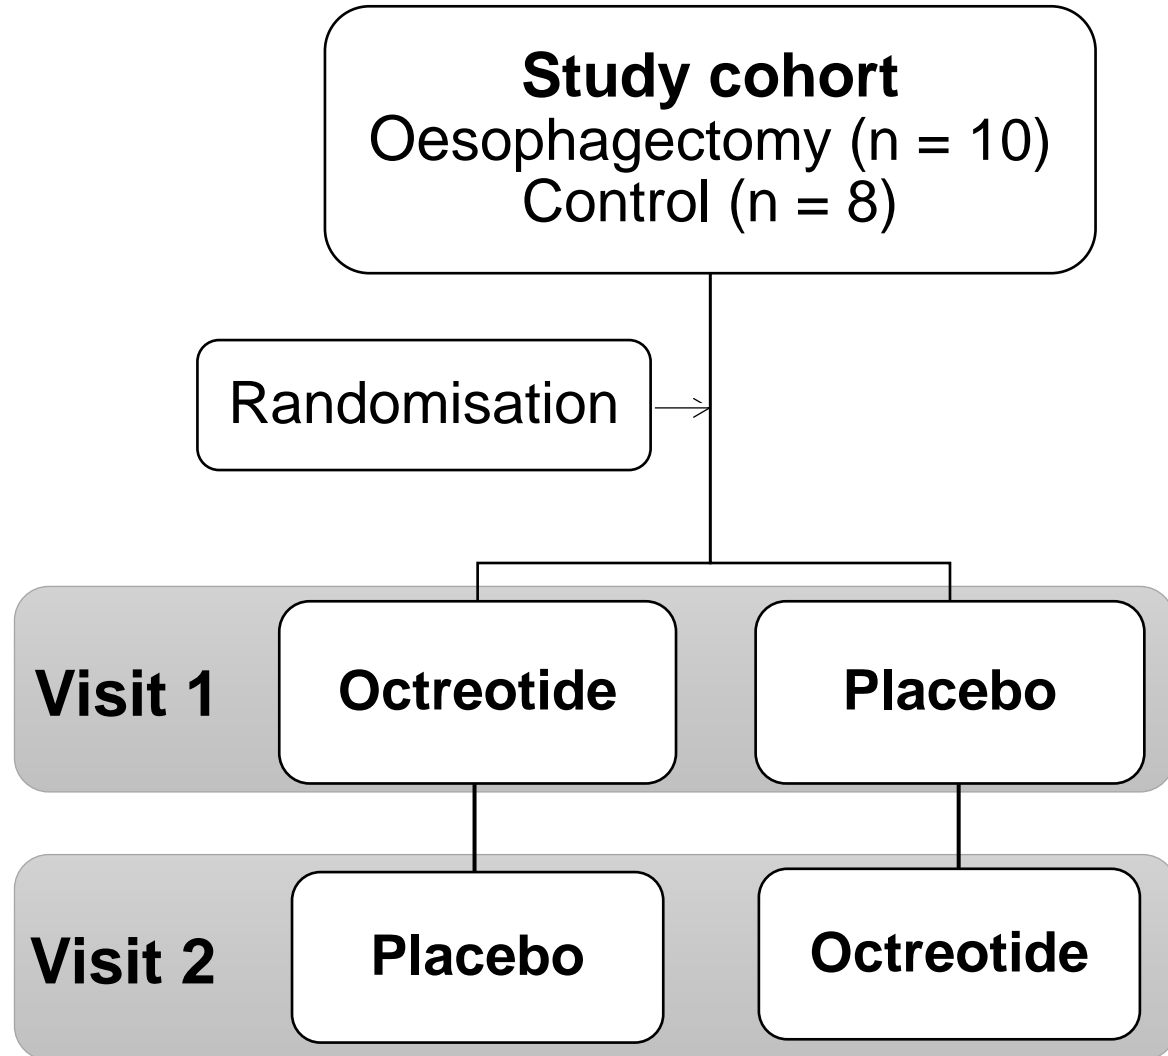 Study cohort
Oesophagectomy (n = 10)
Control (n = 8)
Randomisation
Visit 1
Octreotide
Placebo
Visit 2
Placebo
Octreotide